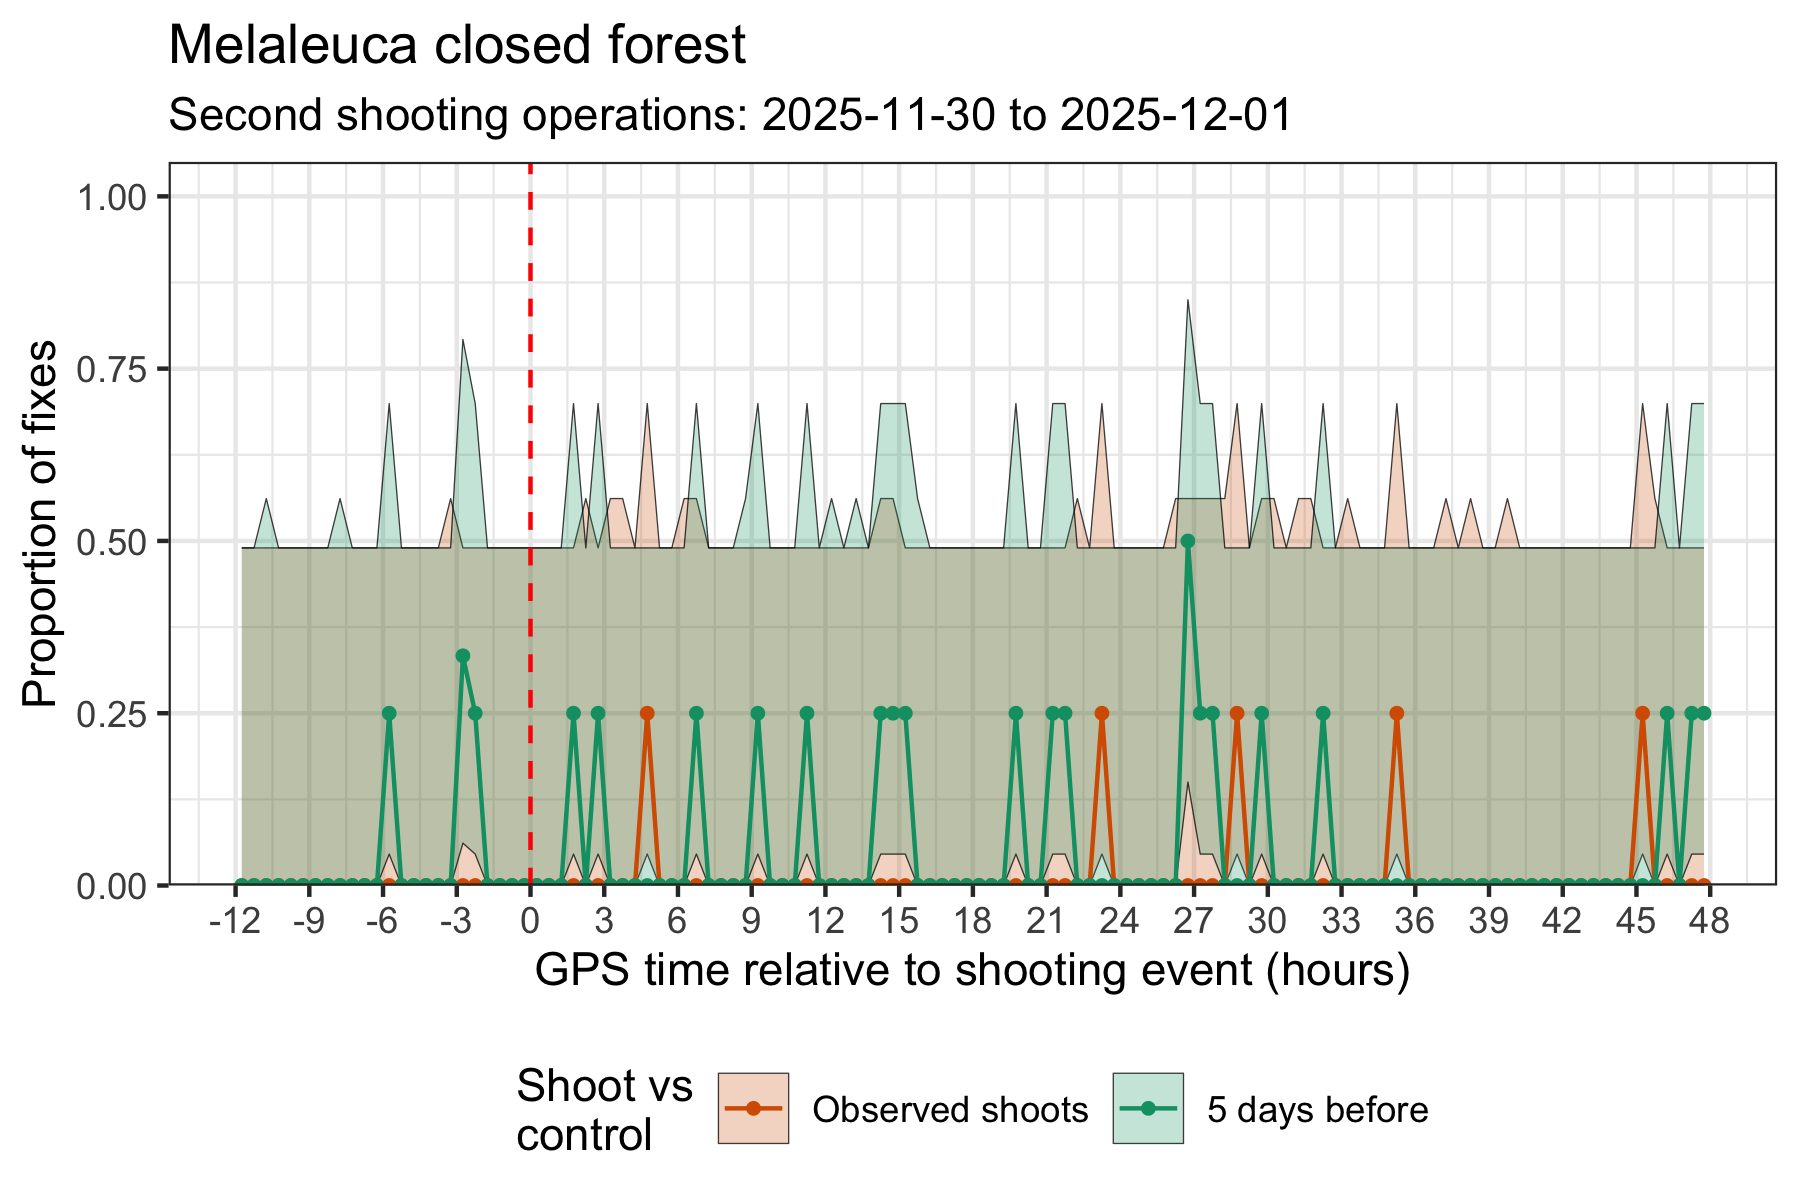 Melaleuca closed forest
Second shooting operations: 2025-11-30 to 2025-12-01
Proportion of fixes
1.00
0.75
0.50
0.25
0.00
-12 -9 -6 -3 0 3 6 9 12 15 18 21 24 27 30 33 36 39 42 45 48
GPS time relative to shooting event (hours)
Shoot vs
control
Observed shoots
5 days before